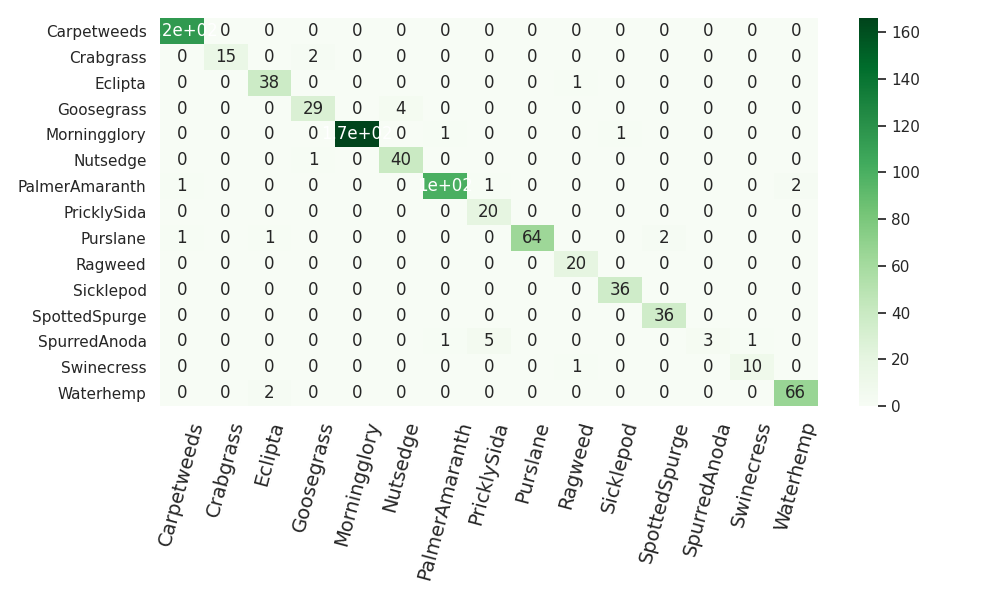 Carpetweeds 2e+0 0 0 0 0 0 0 0 0 0 0 0 0 0 0
Crabgrass 0 15 0 2 0 0 0 0 0 0 0 0 0 0 0
Eclipta 0 0 38 0 0 0 0 0 0 1 0 0 0 0 0
Goosegrass 0 0 0 29 0 4 0 0 0 0 0 0 0 0 0
Morningglory 0 0 0 0 7e+0 0 1 0 0 0 1 0 0 0 0
Nutsedge 0 0 0 1 0 40 0 0 0 0 0 0 0 0 0
PalmerAmaranth 1 0 0 0 0 0 1e+02 1 0 0 0 0 0 0 2
PricklySida 0 0 0 0 0 0 0 20 0 0 0 0 0 0 0
Purslane 1 0 1 0 0 0 0 0 64 0 0 2 0 0 0
Ragweed 0 0 0 0 0 0 0 0 0 20 0 0 0 0 0
Sicklepod 0 0 0 0 0 0 0 0 0 0 36 0 0 0 0
SpottedSpurge 0 0 0 0 0 0 0 0 0 0 0 36 0 0 0
SpurredAnoda 0 0 0 0 0 0 1 5 0 0 0 0 3 1 0
Swinecress 0 0 0 0 0 0 0 0 0 1 0 0 0 10 0
Waterhemp 0 0 2 0 0 0 0 0 0 0 0 0 0 0 66
Carpetweeds
Crabgrass
Eclipta
Goosegrass
Morningglory
Nutsedge
PalmerAmaranth
PricklySida
Purslane
Ragweed
Sicklepod
SpottedSpurge
SpurredAnoda
Swinecress
Waterhemp
160
140
120
100
80
60
40
20
0